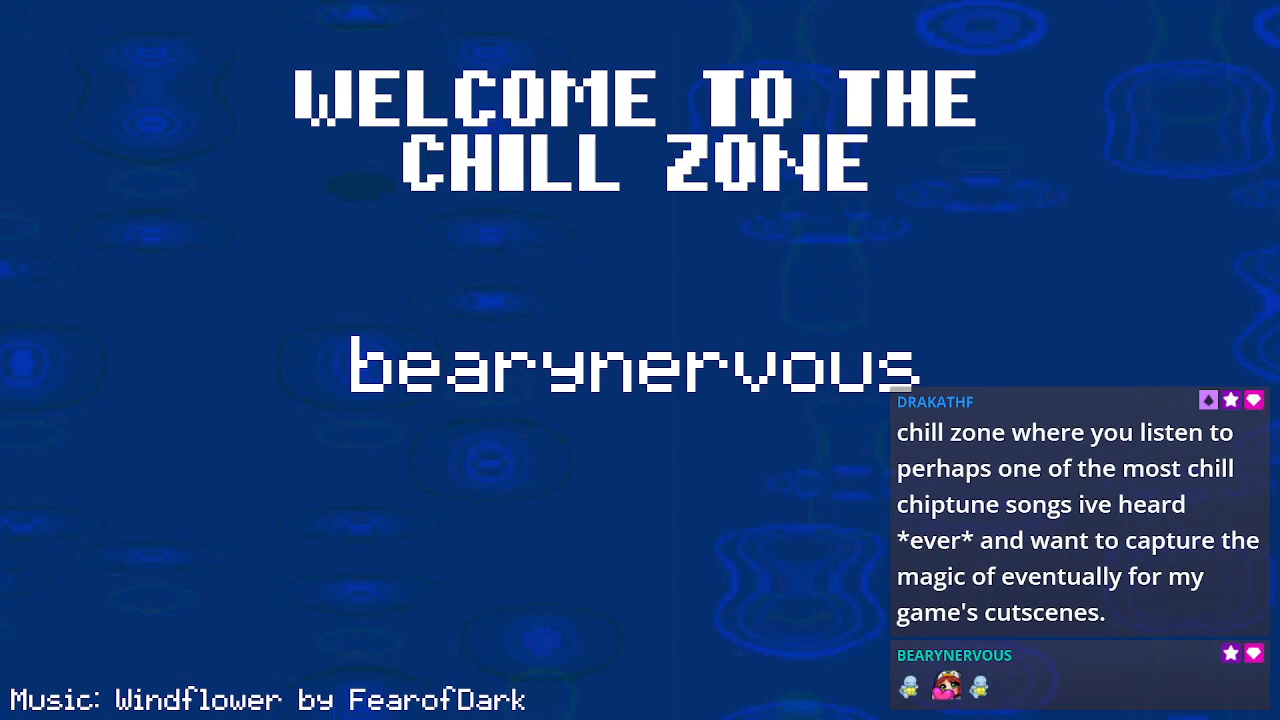 WELCOME TO THE
CHILL ZONE
bearynervous
DRAKATHF
chill zone where you listen to
perhaps one of the most chill
chiptune songs ive heard
*ever* and want to capture the
magic of eventually for my
game's cutscenes.
BEARYNERVOUS
Music: Windflower by FearofDark